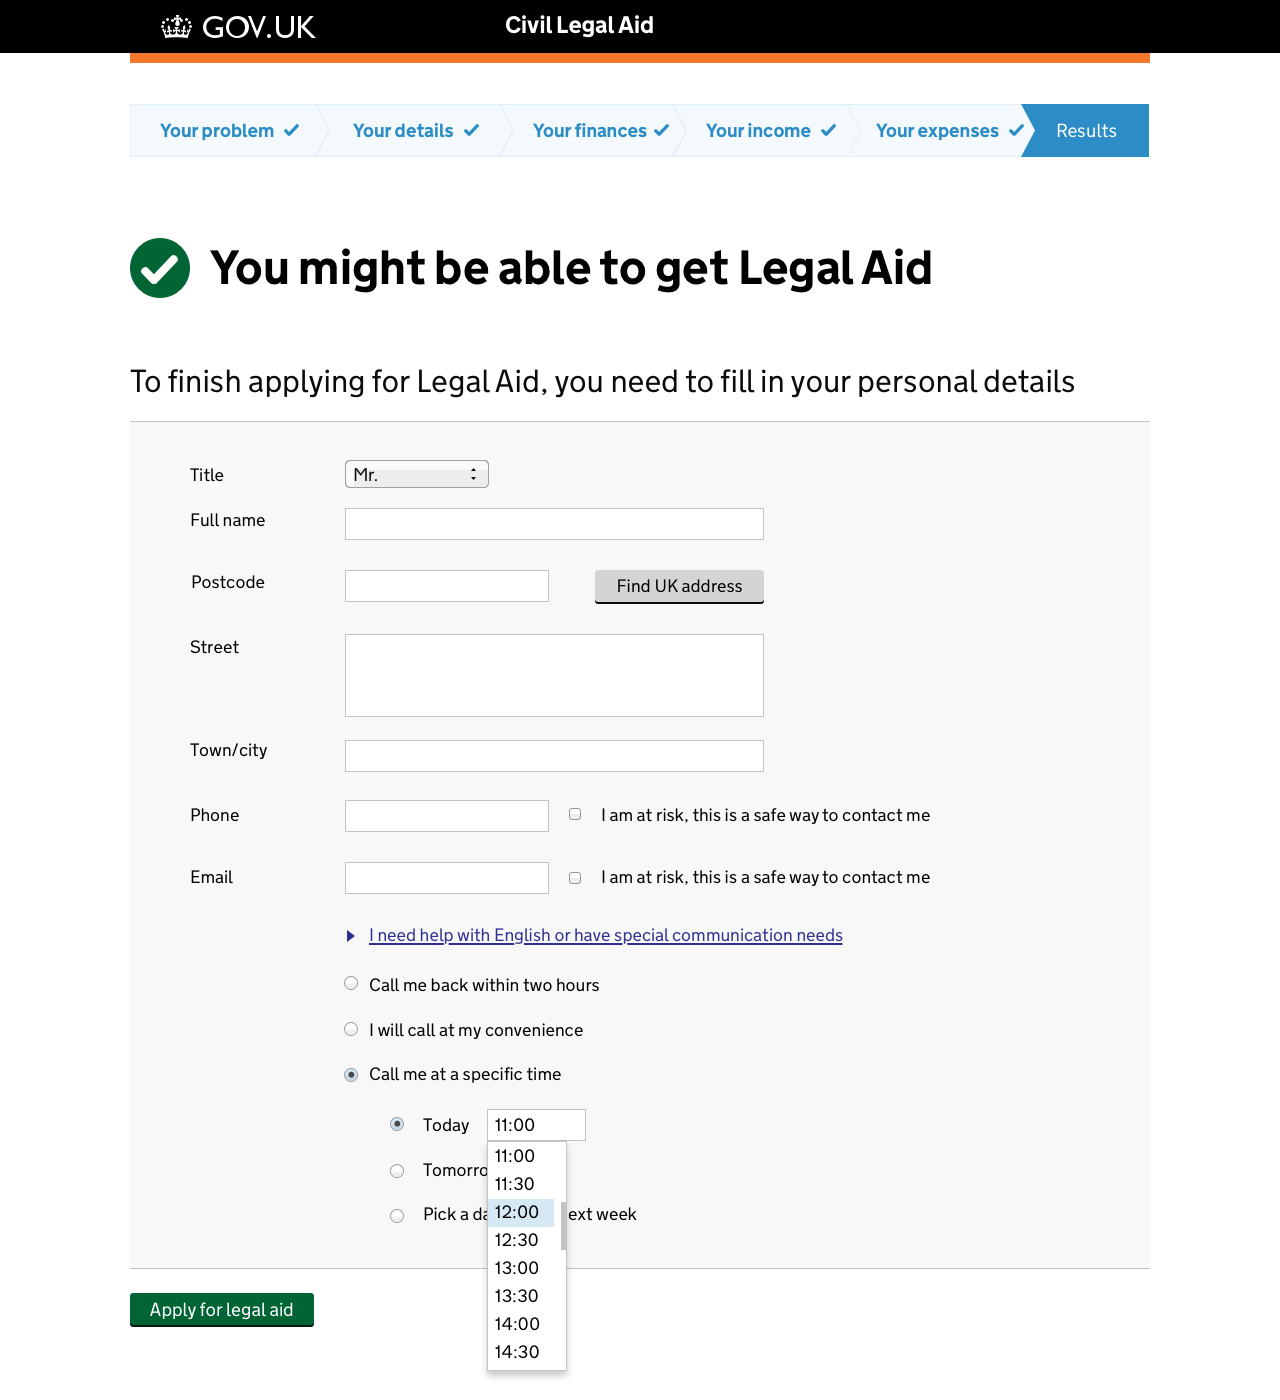 GOV.UK
Civil Legal Aid
Your problem Your details Your finances Your income Your expenses Results
You might be able to get Legal Aid
To finish applying for Legal Aid, you need to fill in your personal details
Title Mr.
Full name
Postcode Find UK address
Street
Town/city
Phone I am at risk, this is a safe way to contact me
Email I am at risk, this is a safe way to contact me
I need help with English or have special communication needs
Call me back within two hours
I will call at my convenience
Call me at a specific time
Today 11:00
11:00
Tomorro
11:30
Pick a da 12:00 ext week
12:30
13:00
13:30
Apply for legal aid
14:00
14:30